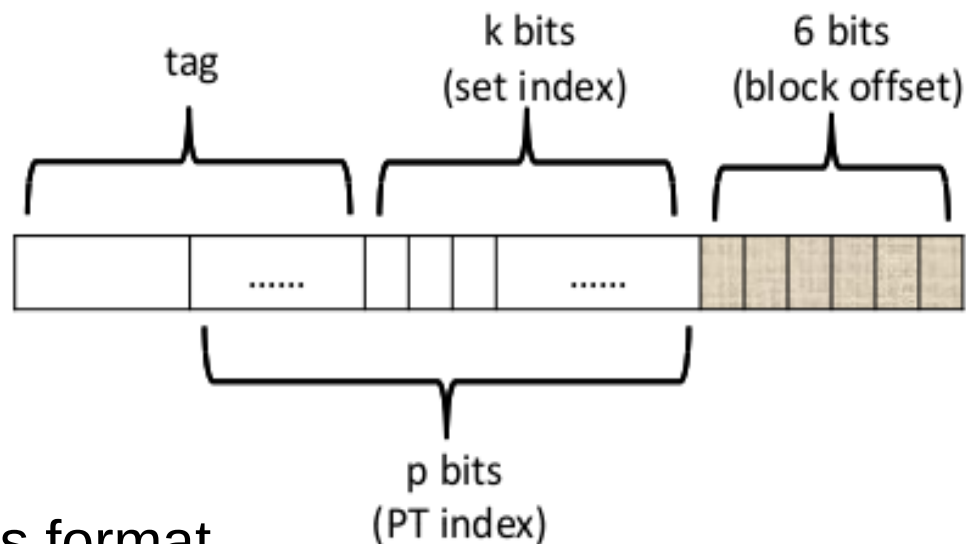 tag
k bits
(set index)
6 bits
(block offset)
......
......
p bits
(PT index)
s format